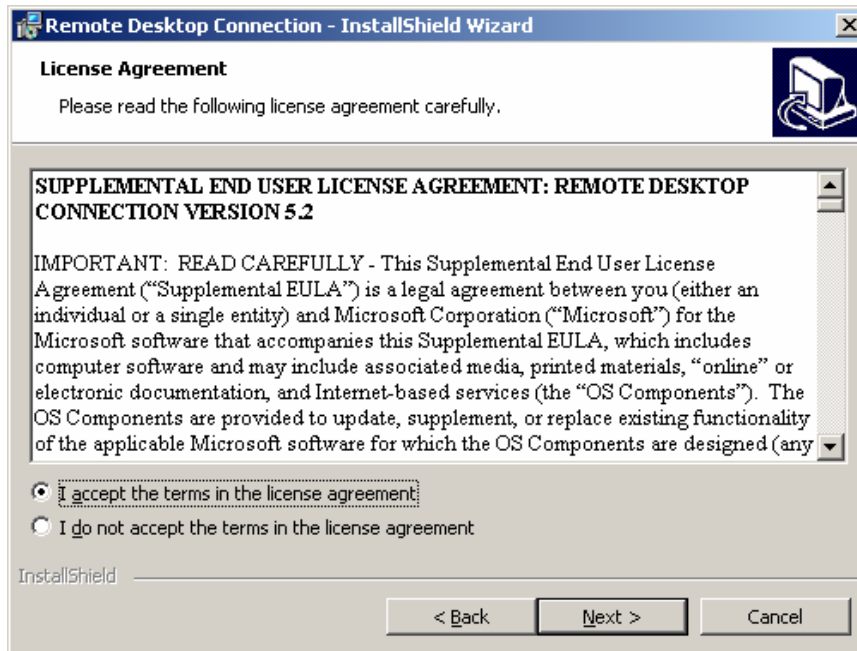 Remote Desktop Connection - InstallShield Wizard
License Agreement
Please read the following license agreement carefully.
SUPPLEMENTAL END USER LICENSE AGREEMENT: REMOTE DESKTOP
CONNECTION VERSION 5.2
IMPORTANT: READ CAREFULLY - This Supplemental End User License
Agreement (“Supplemental EULA”) is a legal agreement between you (either an
individual or a single entity) and Microsoft Corporation (“Microsoft”) for the
Microsoft software that accompanies this Supplemental EULA, which includes
computer software and may include associated media, printed materials, “online” or
electronic documentation, and Internet-based services (the “OS Components”). The
OS Components are provided to update, supplement, or replace existing functionality
of the applicable Microsoft software for which the OS Components are designed (any
I accept the terms in the license agreement
I do not accept the terms in the license agreement
InstallShield
< Back Next > Cancel